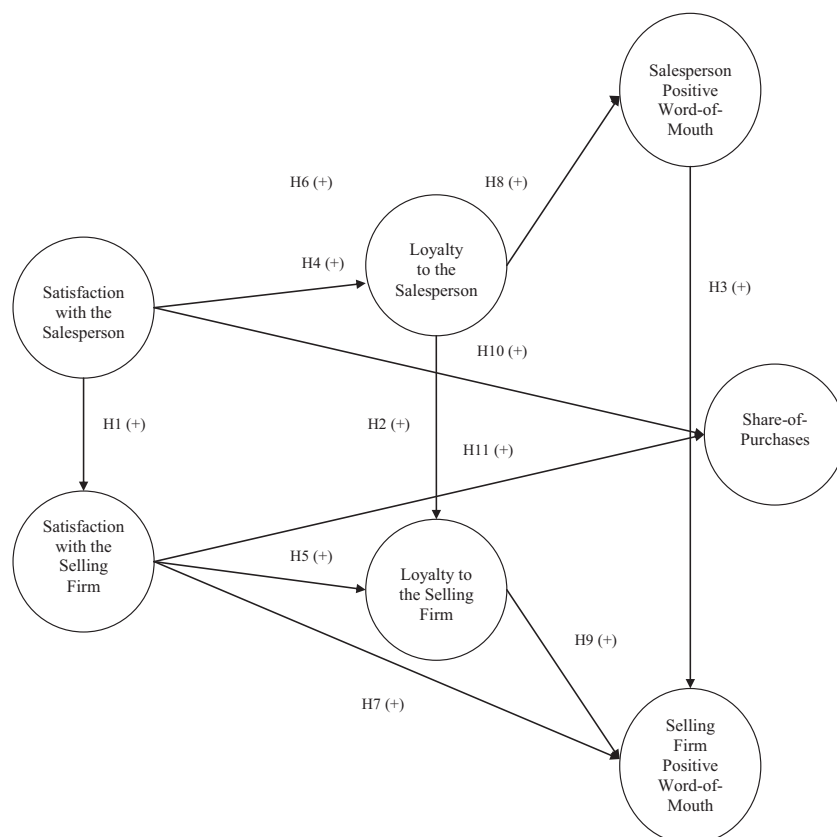 Salesperson
Positive
Word-of-
Mouth
H6 (+)
H8 (+)
Loyalty
to the
Salesperson
H4 (+)
Satisfaction
with the
Salesperson
H3 (+)
H10 (+)
Share-of-
Purchases
H1 (+)
H2 (+)
H11 (+)
Satisfaction
with the
Selling
Firm
H5 (+)
Loyalty to
the Selling
Firm
H9 (+)
H7 (+)
Selling
Firm
Positive
Word-of-
Mouth